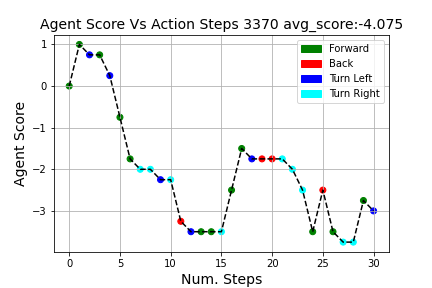 Agent Score Vs Action Steps 3370 avg_score:-4.075
Forward
Back
Turn Left
Turn Right
Agent Score
1
0
−1
−2
−3
0 5 10 15 20 25 30
Num. Steps